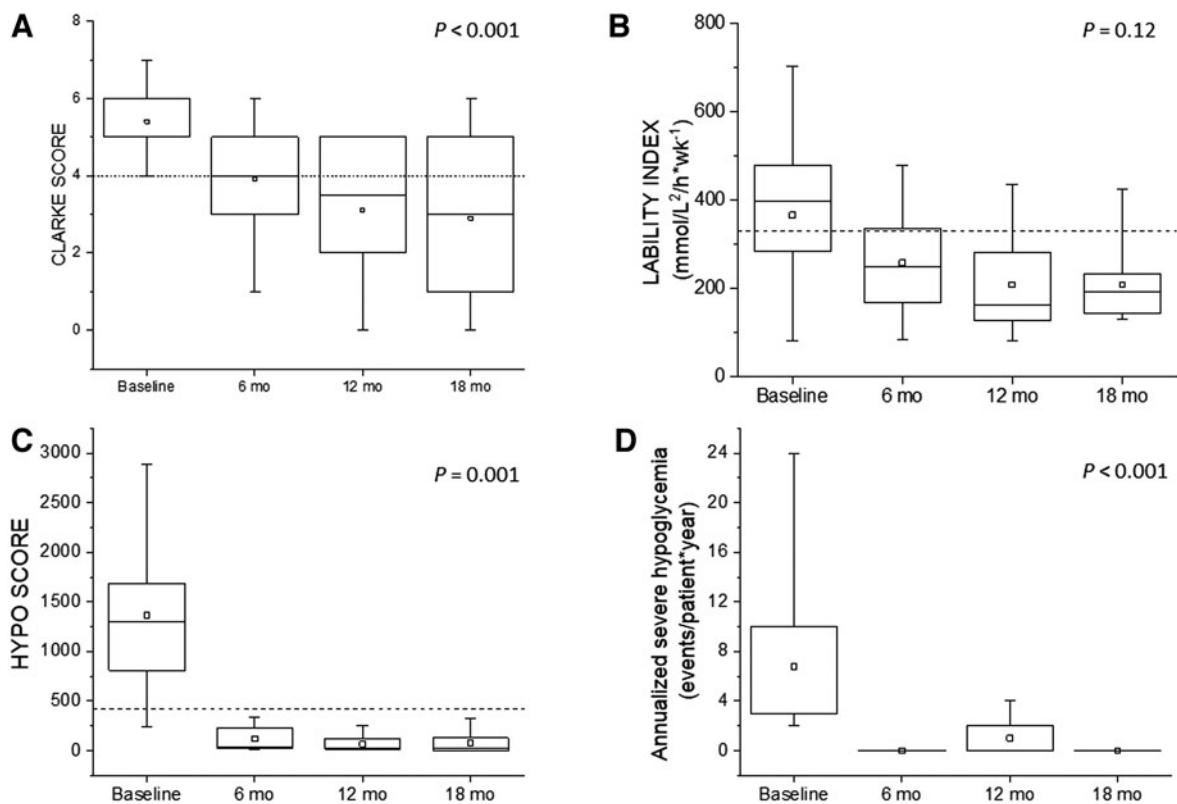 A
P < 0.001
CLARKE SCORE
8
6
4
2
0
Baseline
6 mo
12 mo
18 mo
B
P = 0.12
LABILITY INDEX
(mmol/L²/h*wk⁻¹)
800
600
400
200
0
Baseline
6 mo
12 mo
18 mo
C
P = 0.001
HYPO SCORE
3000
2500
2000
1500
1000
500
0
Baseline
6 mo
12 mo
18 mo
D
P < 0.001
Annualized severe hypoglycemia
(events/patient*year)
24
20
16
12
8
4
0
Baseline
6 mo
12 mo
18 mo